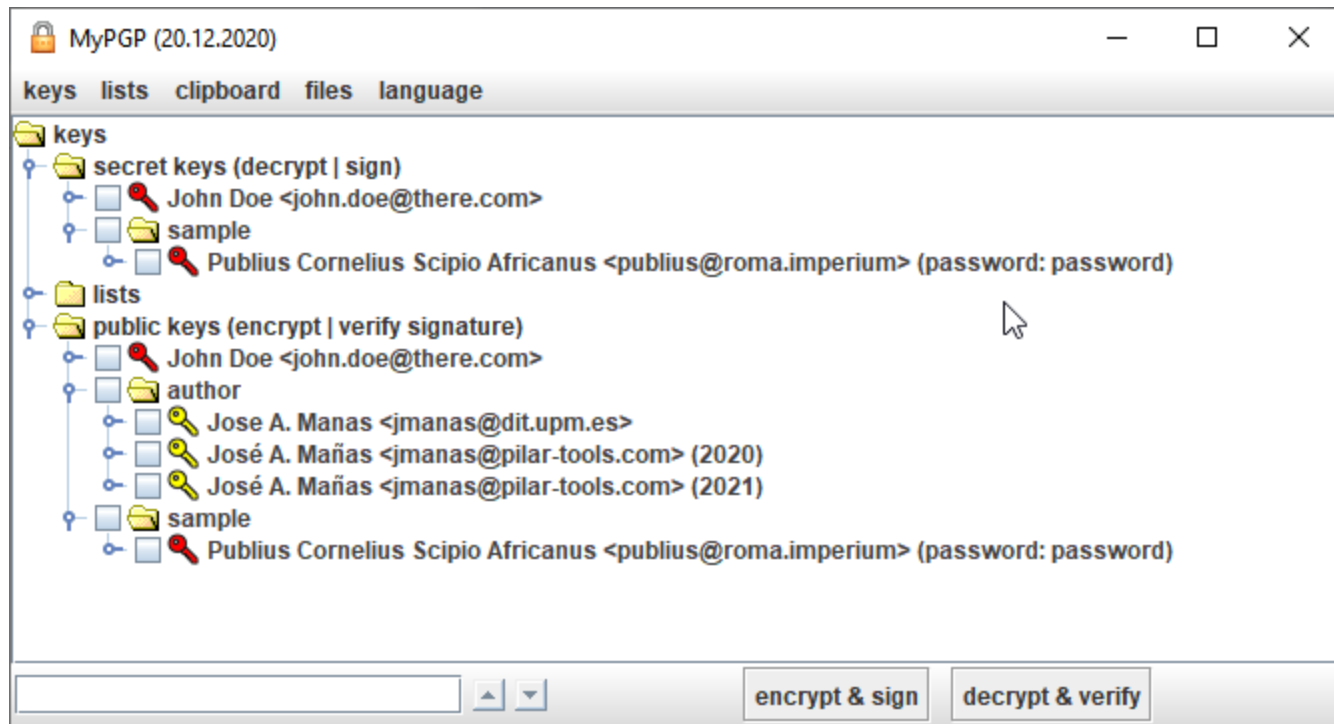 MyPGP (20.12.2020)
keys lists clipboard files language
keys
secret keys (decrypt | sign)
John Doe <john.doe@there.com>
sample
Publius Cornelius Scipio Africanus <publius@roma.imperium> (password: password)
lists
public keys (encrypt | verify signature)
John Doe <john.doe@there.com>
author
Jose A. Manas <jmanas@dit.upm.es>
José A. Mañas <jmanas@pilar-tools.com> (2020)
José A. Mañas <jmanas@pilar-tools.com> (2021)
sample
Publius Cornelius Scipio Africanus <publius@roma.imperium> (password: password)
encrypt & sign decrypt & verify